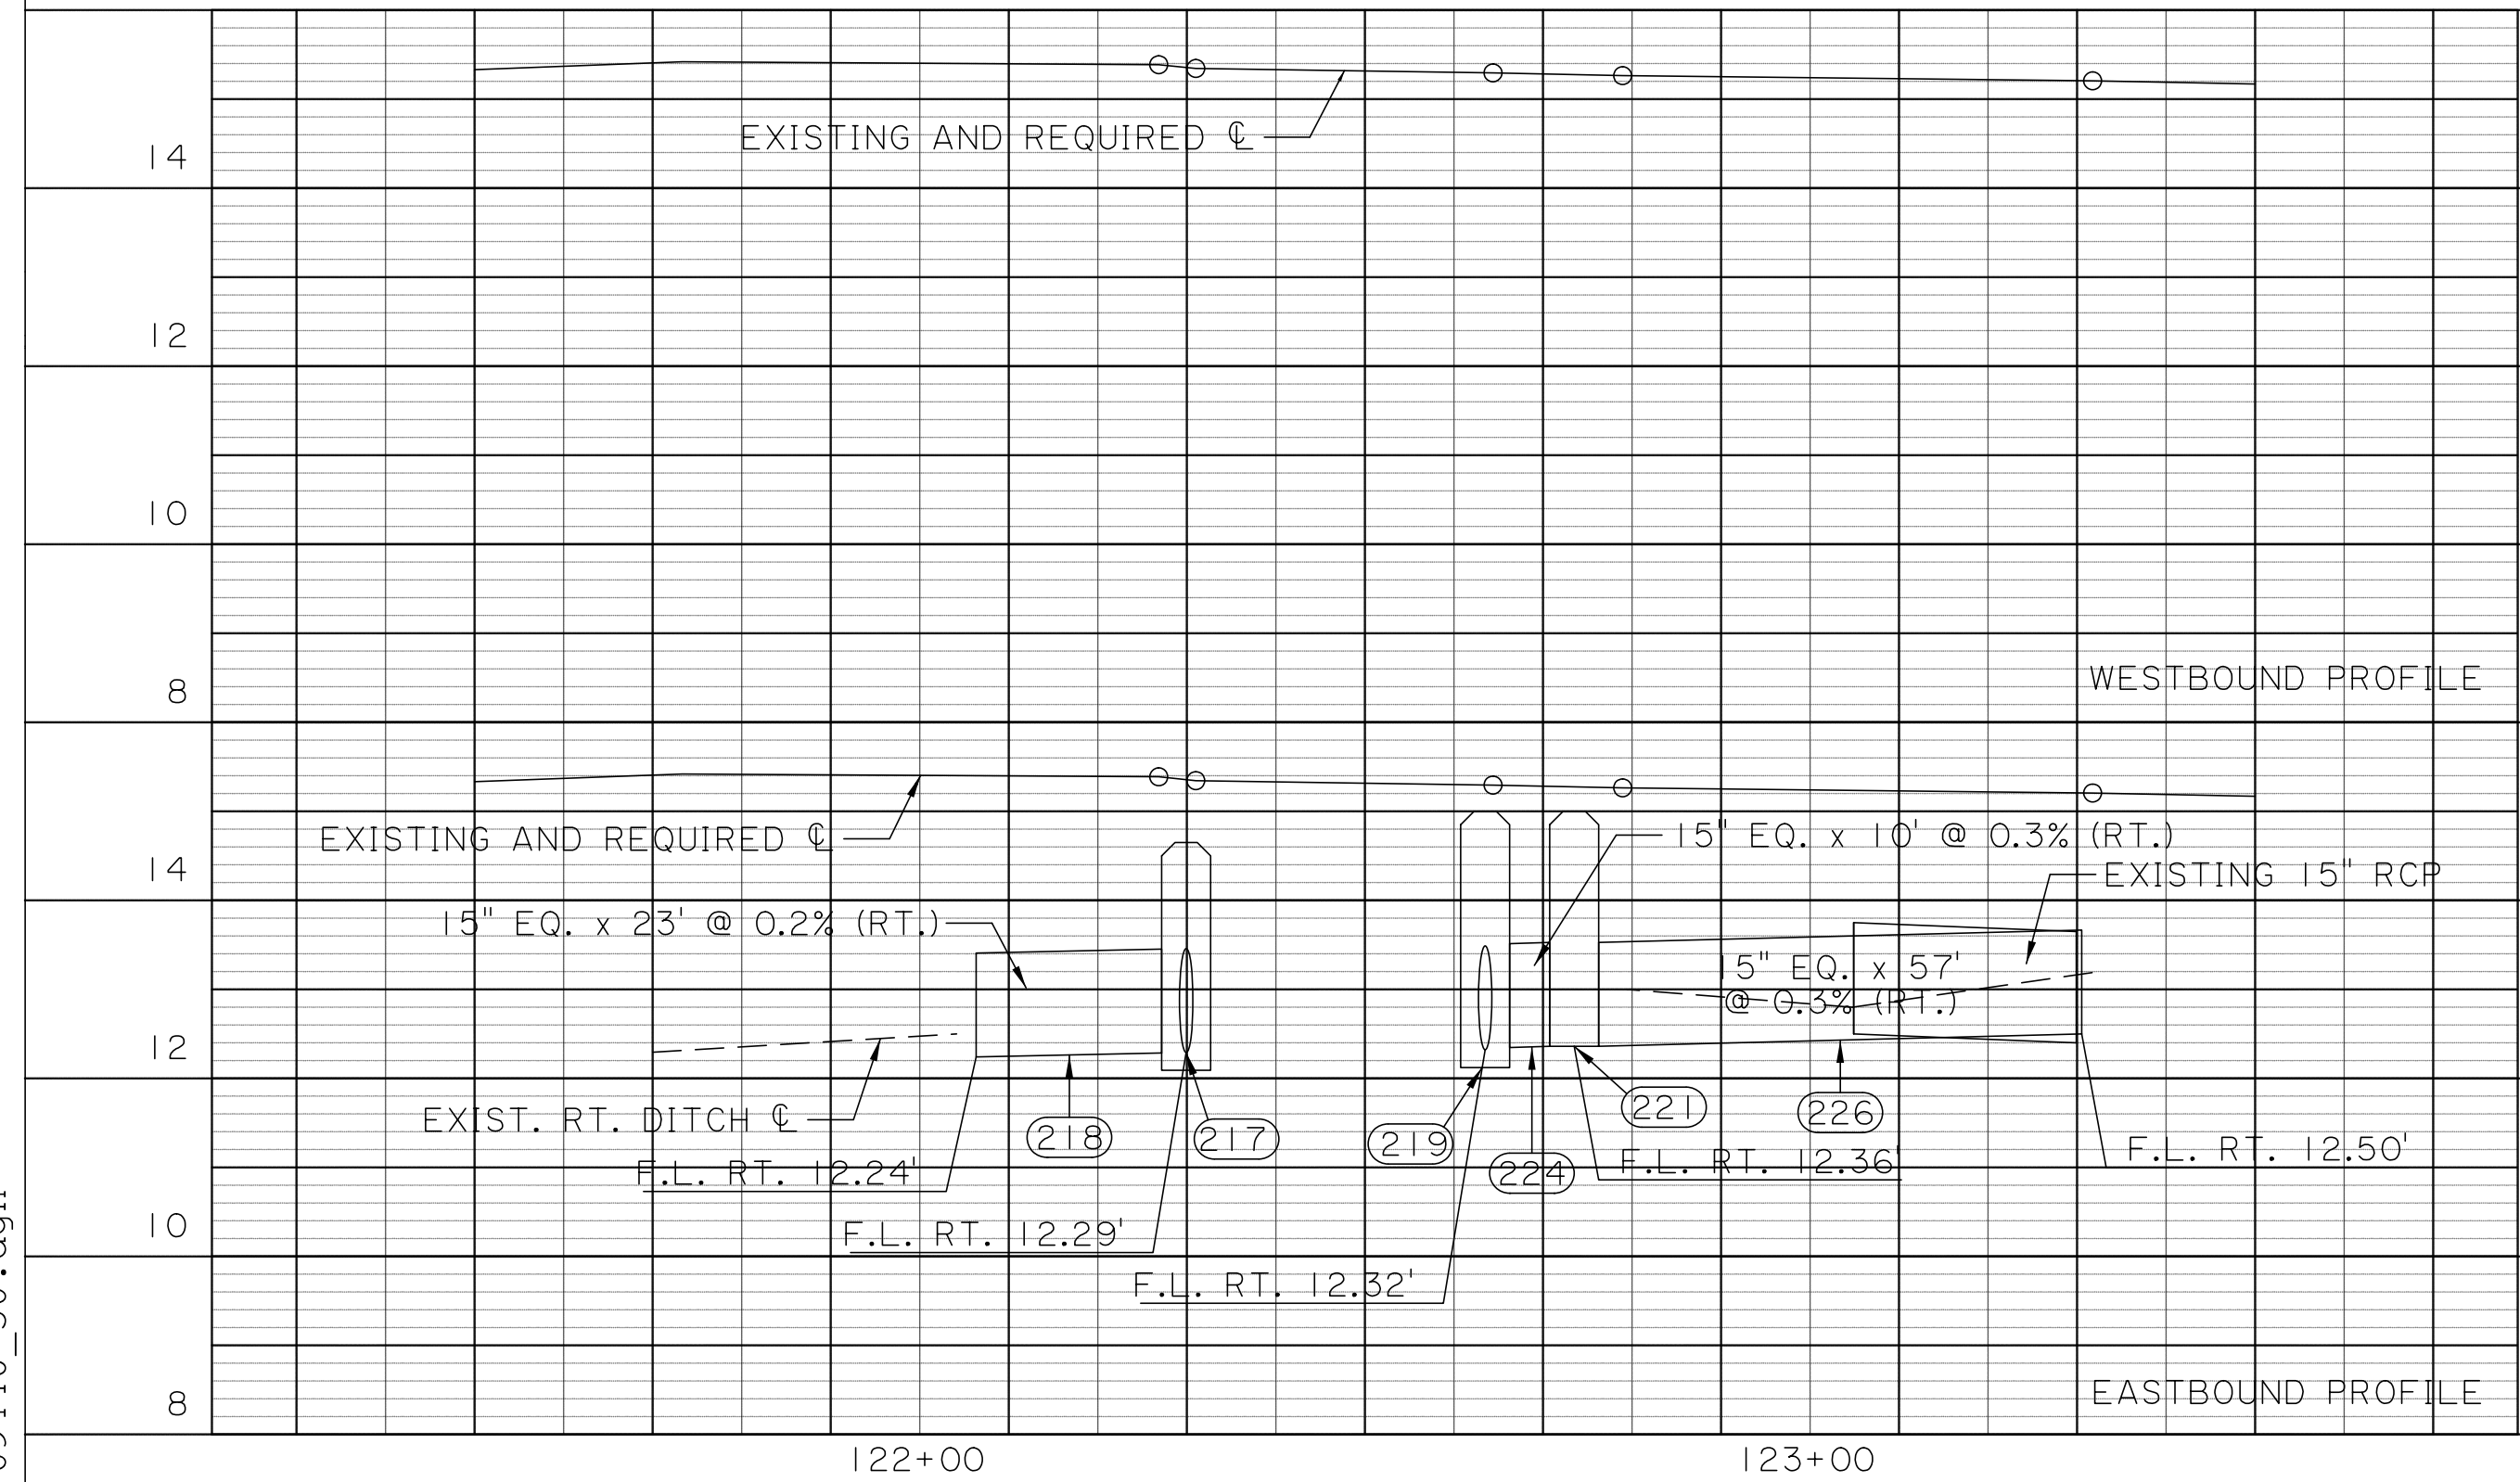 EXISTING AND REQUIRED ℄
14
12
10
8
WESTBOUND PROFILE
EXISTING AND REQUIRED ℄
15" EQ. x 10' @ 0.3% (RT.)
14
EXISTING 15" RCP
15" EQ. x 23' @ 0.2% (RT.)
15" EQ. x 57'
@ 0.3% (RT.)
12
EXIST. RT. DITCH ℄
218
217
219
224
221
226
F.L. RT. 12.24'
F.L. RT. 12.36'
F.L. RT. 12.50'
10
F.L. RT. 12.29'
F.L. RT. 12.32'
8
EASTBOUND PROFILE
122+00
123+00